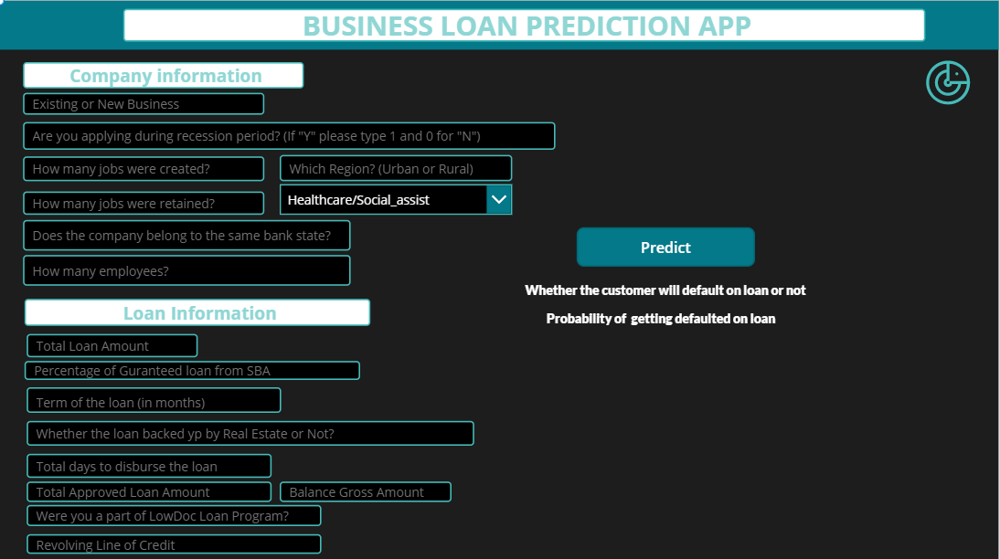 BUSINESS LOAN PREDICTION APP
Company information
Existing or New Business
Are you applying during recession period? (If "Y" please type 1 and 0 for "N")
How many jobs were created?
Which Region? (Urban or Rural)
How many jobs were retained?
Healthcare/Social_assist
Does the company belong to the same bank state?
How many employees?
Predict
Whether the customer will default on loan or not
Probability of getting defaulted on loan
Loan Information
Total Loan Amount
Percentage of Guranteed loan from SBA
Term of the loan (in months)
Whether the loan backed yp by Real Estate or Not?
Total days to disburse the loan
Total Approved Loan Amount
Balance Gross Amount
Were you a part of LowDoc Loan Program?
Revolving Line of Credit